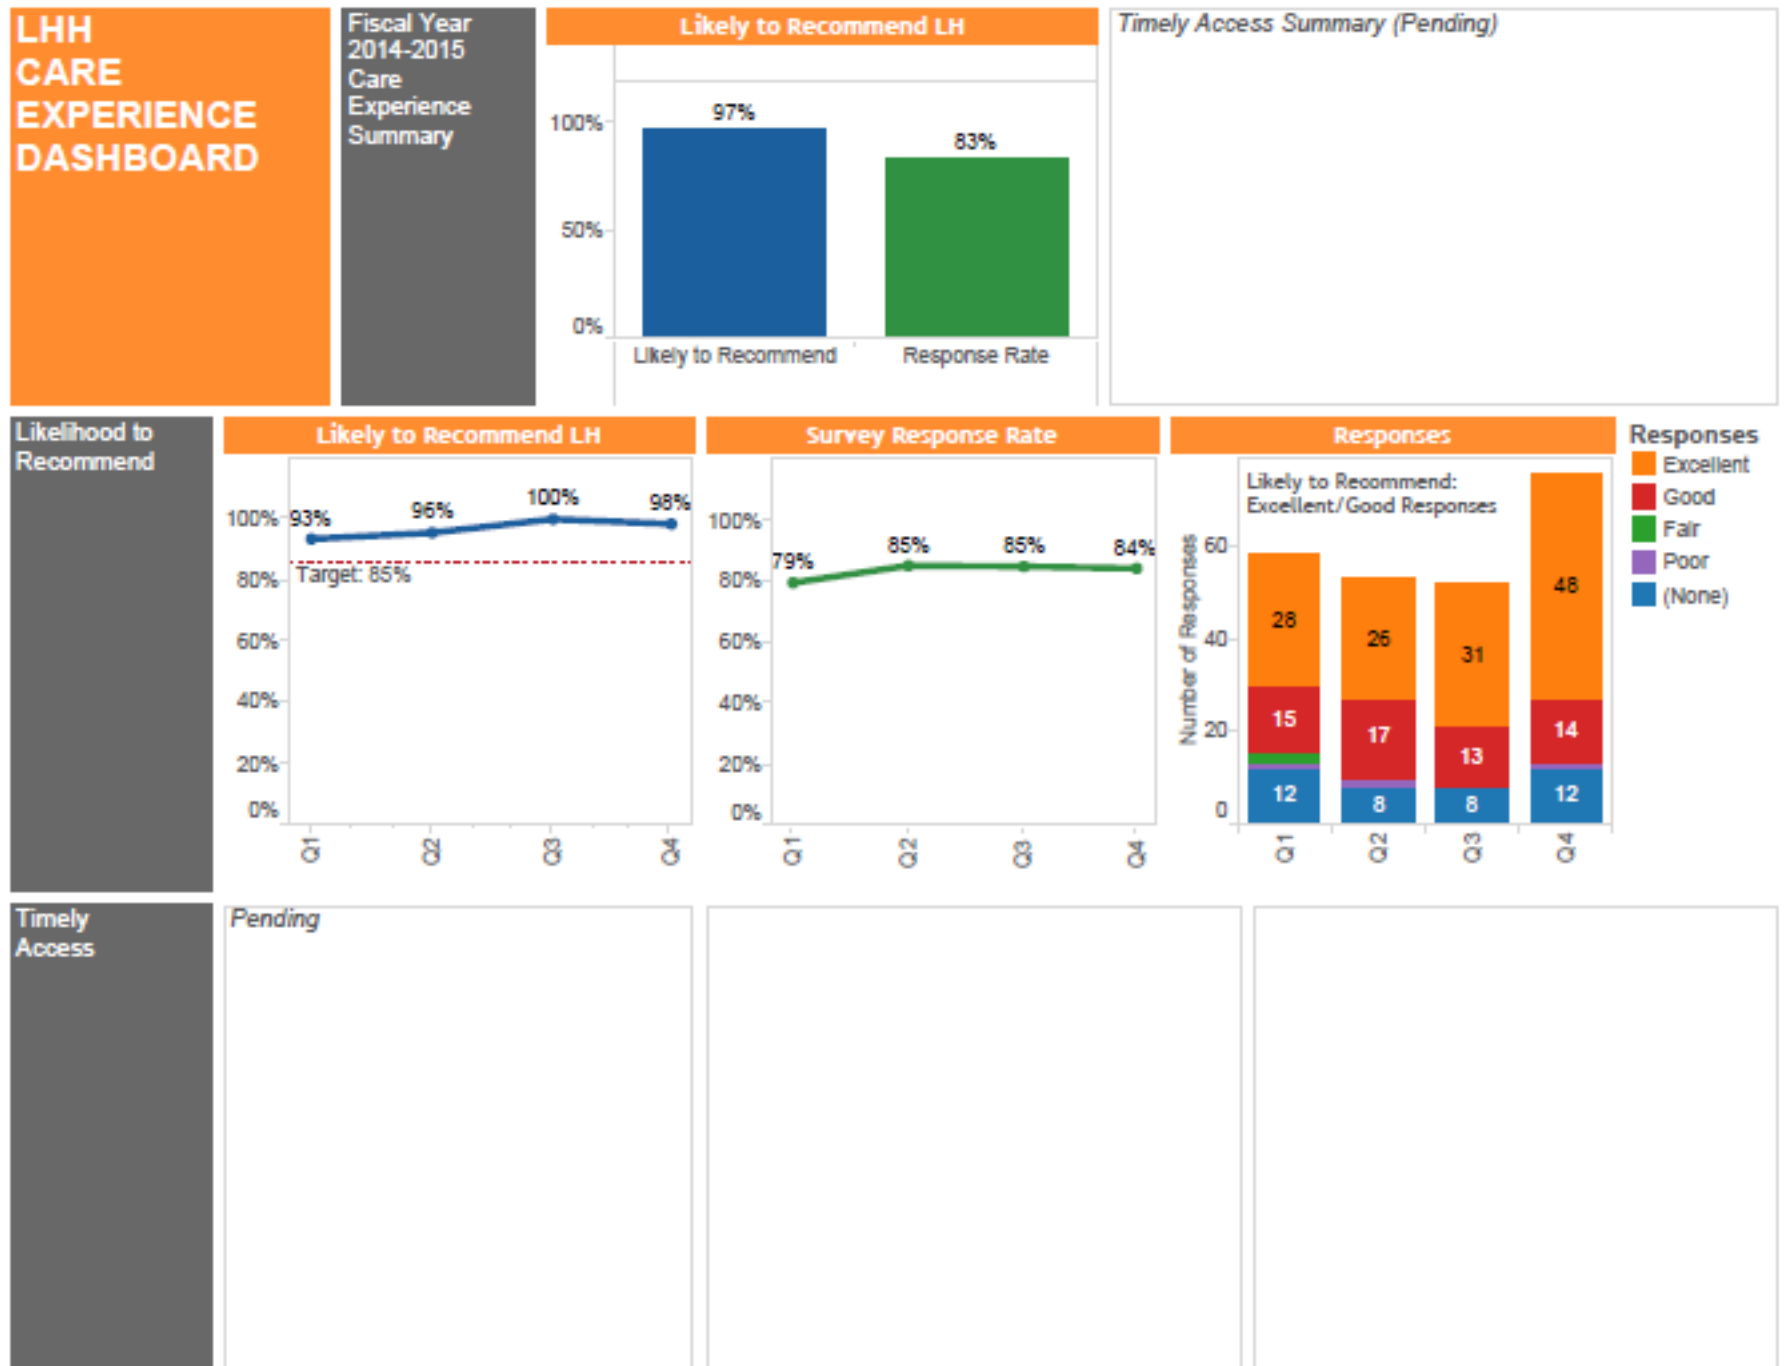 LHH
CARE
EXPERIENCE
DASHBOARD
Fiscal Year
2014-2015
Care
Experience
Summary
Likely to Recommend LH
100%
50%
0%
97%
83%
Likely to Recommend
Response Rate
Timely Access Summary (Pending)
Likelihood to
Recommend
Likely to Recommend LH
100%
80%
60%
40%
20%
0%
93%
96%
100%
98%
Target: 85%
Q1
Q2
Q3
Q4
Survey Response Rate
100%
80%
60%
40%
20%
0%
79%
85%
85%
84%
Q1
Q2
Q3
Q4
Responses
Likely to Recommend:
Excellent/Good Responses
Number of Responses
60
40
20
0
28
15
12
26
17
8
31
13
8
48
14
12
Q1
Q2
Q3
Q4
Responses
Excellent
Good
Fair
Poor
(None)
Timely
Access
Pending